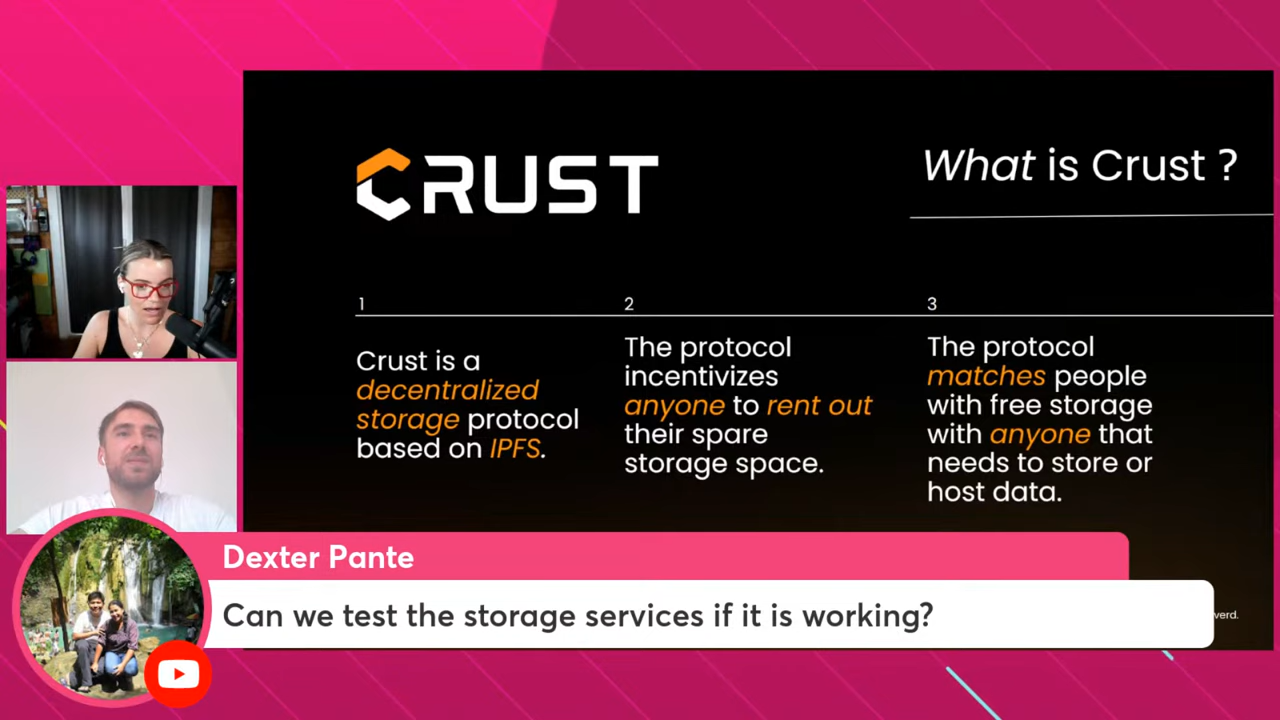 CRUST
What is Crust ?
1
Crust is a
decentralized
storage protocol
based on IPFS.
2
The protocol
incentivizes
anyone to rent out
their spare
storage space.
3
The protocol
matches people
with free storage
with anyone that
needs to store or
host data.
Dexter Pante
Can we test the storage services if it is working?
verd.